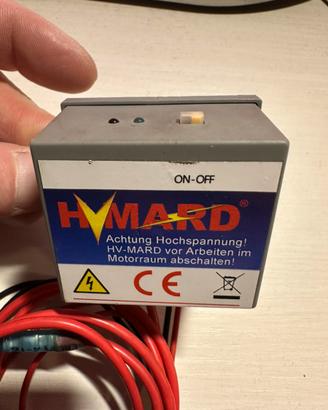 ON-OFF
HVMARD®
Achtung Hochspannung!
HV-MARD vor Arbeiten im
Motorraum abschalten!
CE